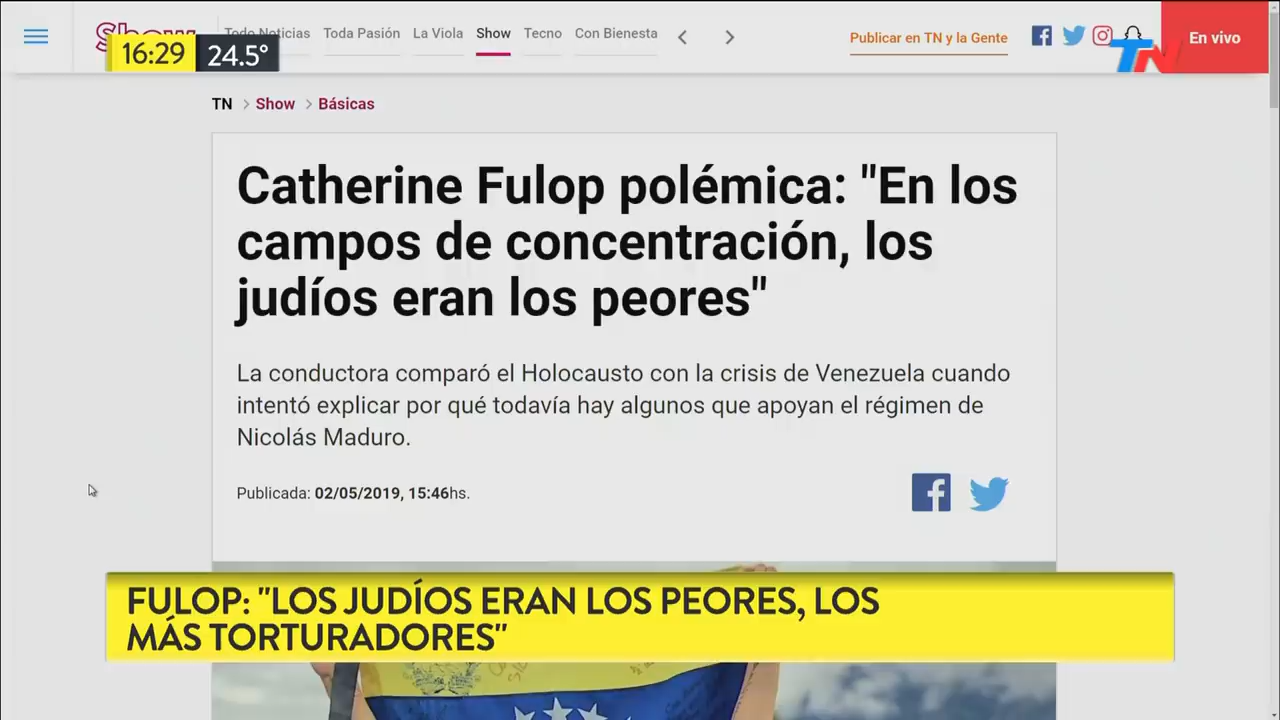 Show
Todo Noticias
Toda Pasión
La Viola
Show
Tecno
Con Bienesta
Publicar en TN y la Gente
En vivo
16:29
24.5°
TN
TN > Show > Básicas
Catherine Fulop polémica: "En los
campos de concentración, los
judíos eran los peores"
La conductora comparó el Holocausto con la crisis de Venezuela cuando
intentó explicar por qué todavía hay algunos que apoyan el régimen de
Nicolás Maduro.
Publicada: 02/05/2019, 15:46hs.
FULOP: "LOS JUDÍOS ERAN LOS PEORES, LOS
MÁS TORTURADORES"